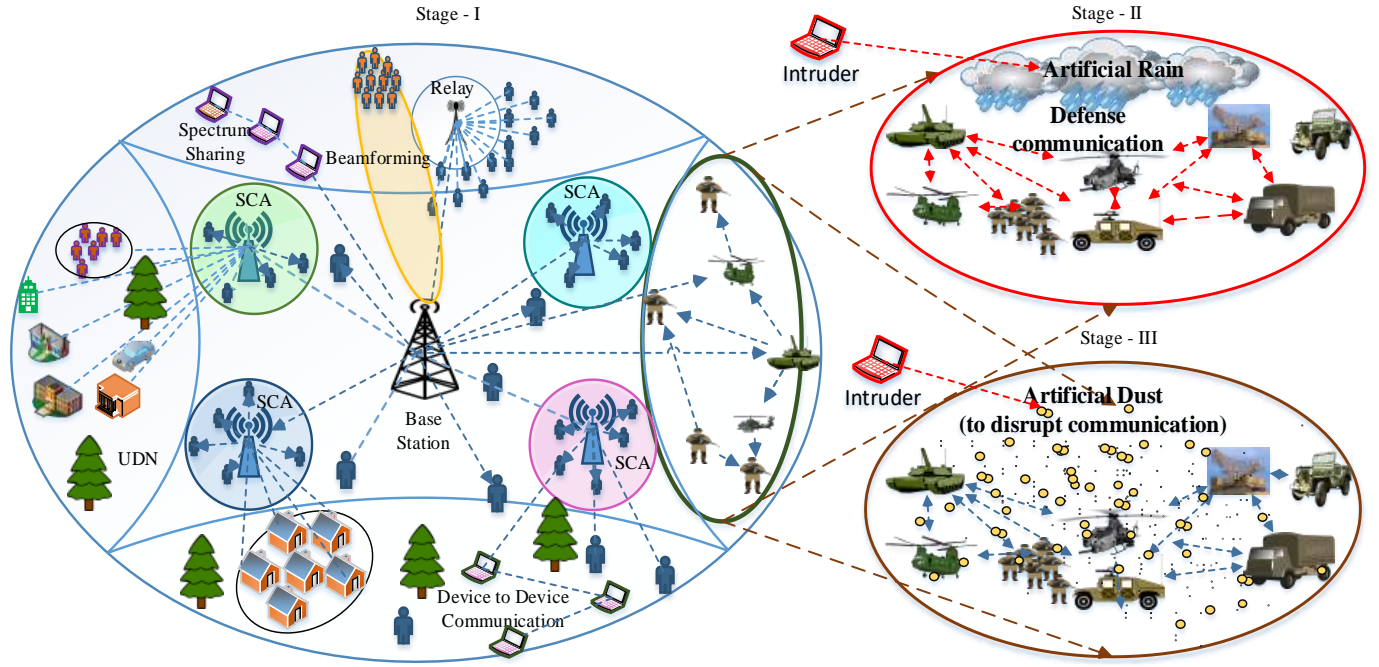 Stage - I
Stage - II
Intruder
Artificial Rain
Defense
communication
Relay
Spectrum
Sharing
Beamforming
SCA
SCA
Base
Station
SCA
SCA
UDN
Device to Device
Communication
Stage - III
Intruder
Artificial Dust
(to disrupt communication)